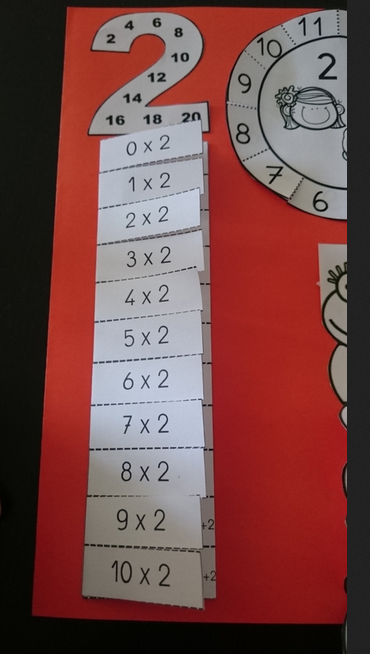 2 4 6 8
10
12
14
16 18 20
0 x 2
1 x 2
2 x 2
3 x 2
4 x 2
5 x 2
6 x 2
7 x 2
8 x 2
9 x 2
+2
10 x 2
+2
11
10
9
8
7
6
2